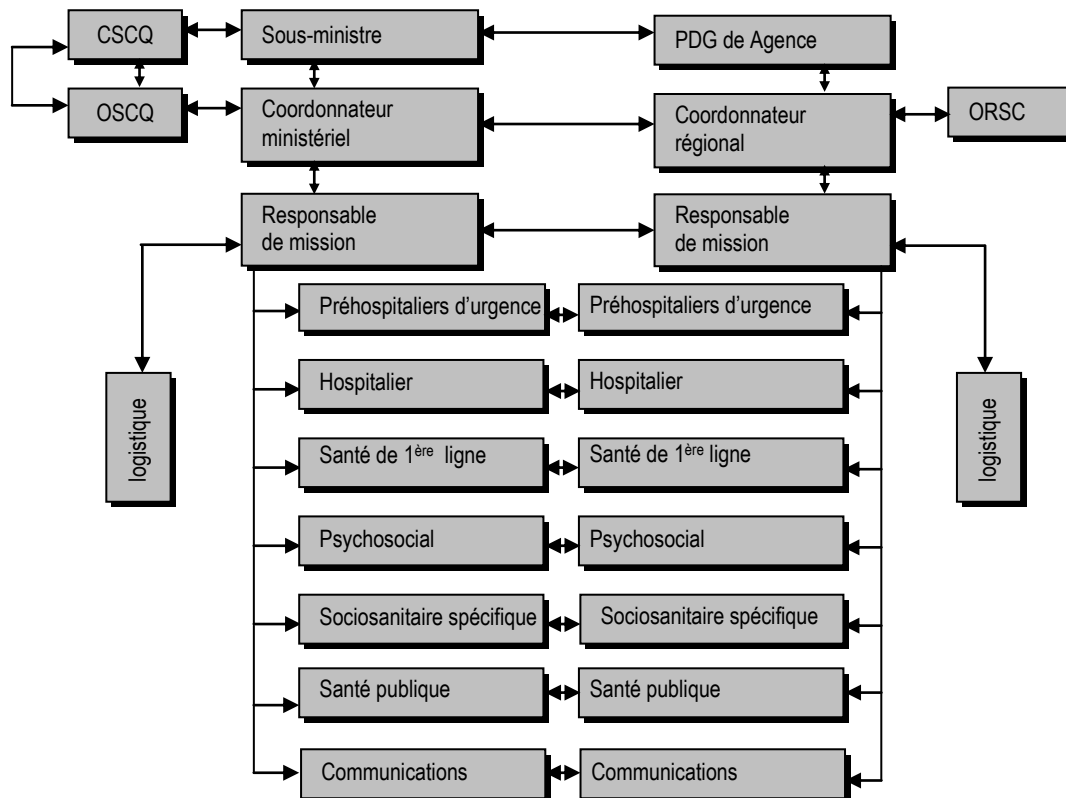 CSCQ
Sous-ministre
PDG de Agence
OSCQ
Coordonnateur
ministériel
Coordonnateur
régional
ORSC
Responsable
de mission
Responsable
de mission
Préhospitaliers d'urgence
Préhospitaliers d'urgence
Hospitalier
Hospitalier
logistique
logistique
Santé de 1ère ligne
Santé de 1ère ligne
Psychosocial
Psychosocial
Sociosanitaire spécifique
Sociosanitaire spécifique
Santé publique
Santé publique
Communications
Communications